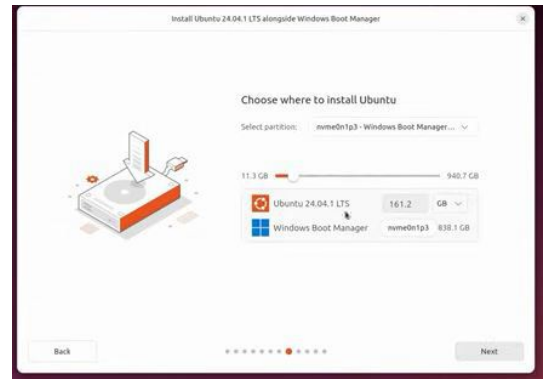 Install Ubuntu 24.04.1 LTS alongside Windows Boot Manager
Choose where to install Ubuntu
Select partition: nvme0n1p3 - Windows Boot Manager...
11.3 GB 940.7 GB
Ubuntu 24.04.1 LTS 161.2 GB
Windows Boot Manager nvme0n1p3 838.1 GB
Back Next